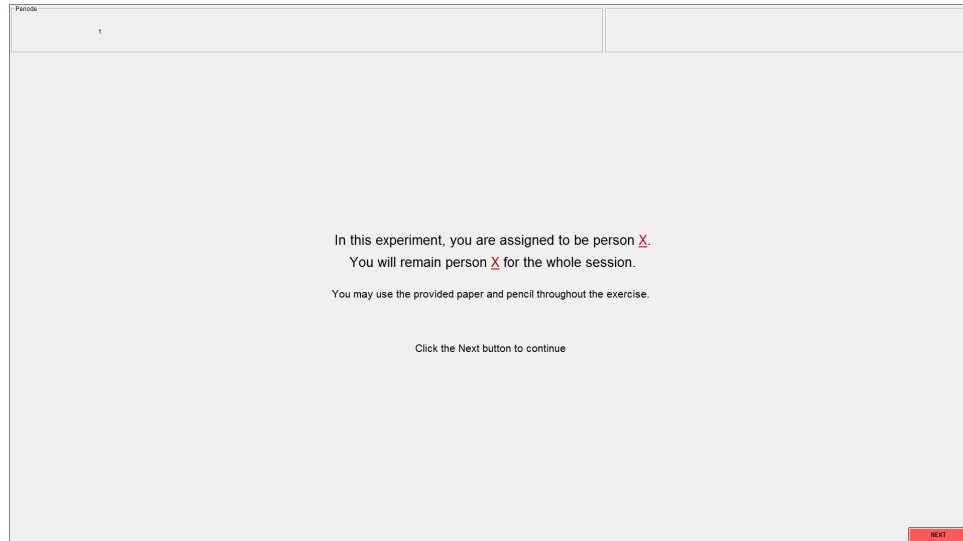 Periode
1
In this experiment, you are assigned to be person X.
You will remain person X for the whole session.
You may use the provided paper and pencil throughout the exercise.
Click the Next button to continue
NEXT